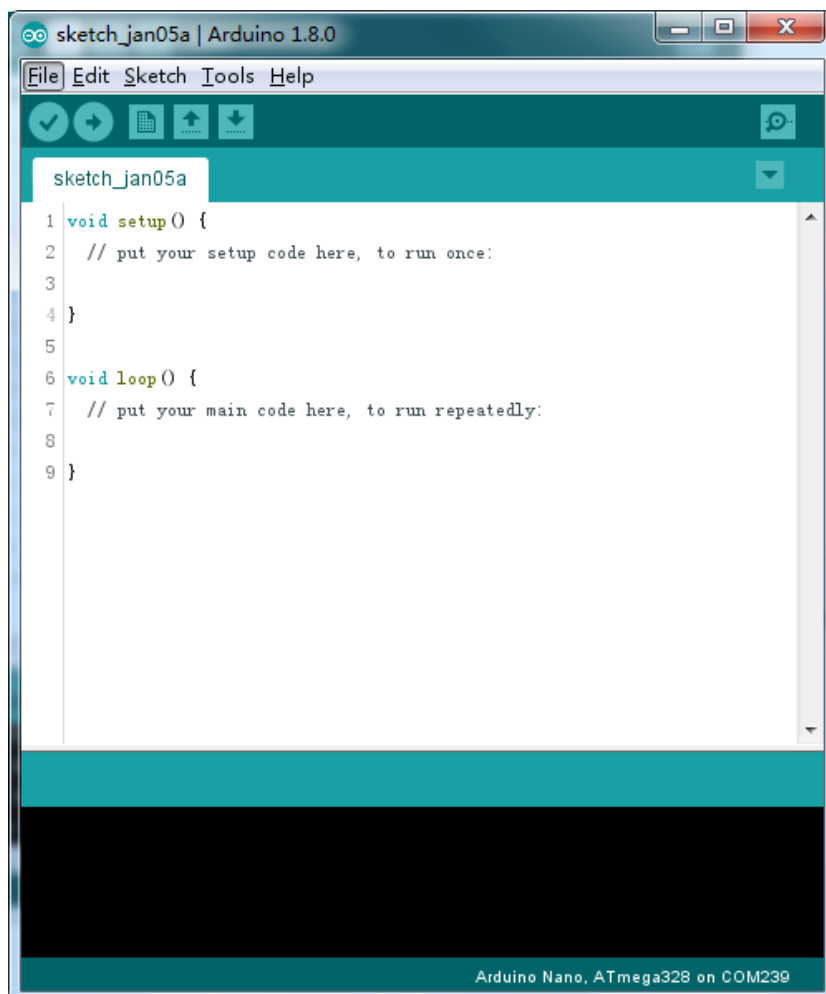 sketch_jan05a | Arduino 1.8.0
File Edit Sketch Tools Help
sketch_jan05a
1 void setup() {
2   // put your setup code here, to run once:
3
4 }
5
6 void loop() {
7   // put your main code here, to run repeatedly:
8
9 }
Arduino Nano, ATmega328 on COM239